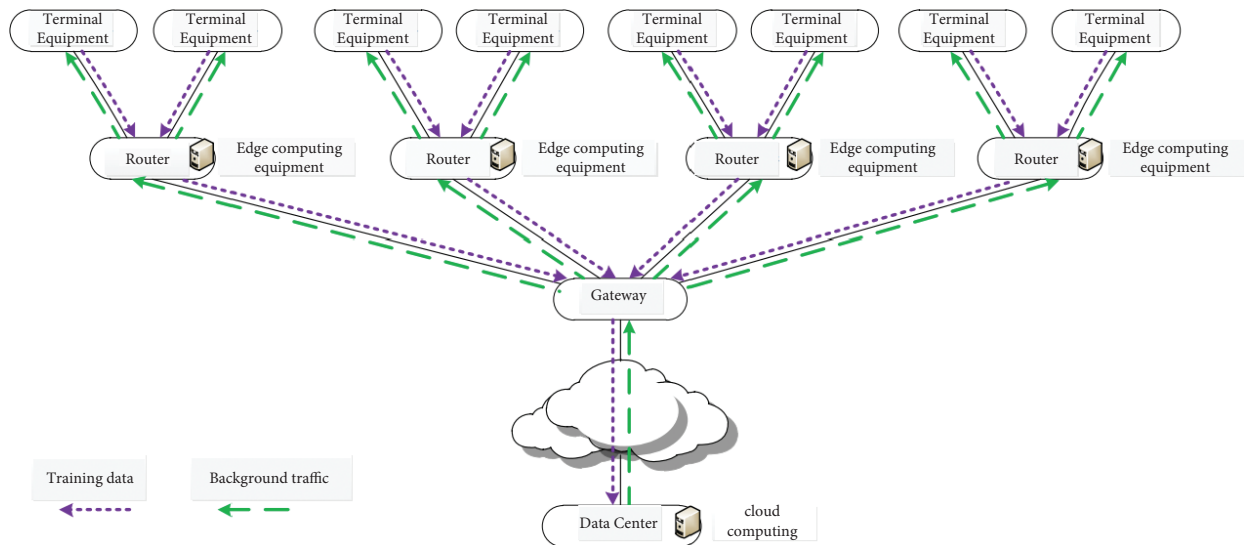 Terminal
Equipment
Terminal
Equipment
Terminal
Equipment
Terminal
Equipment
Terminal
Equipment
Terminal
Equipment
Terminal
Equipment
Terminal
Equipment
Router
Edge computing
equipment
Router
Edge computing
equipment
Router
Edge computing
equipment
Router
Edge computing
equipment
Gateway
Training data
Background traffic
Data Center
cloud
computing